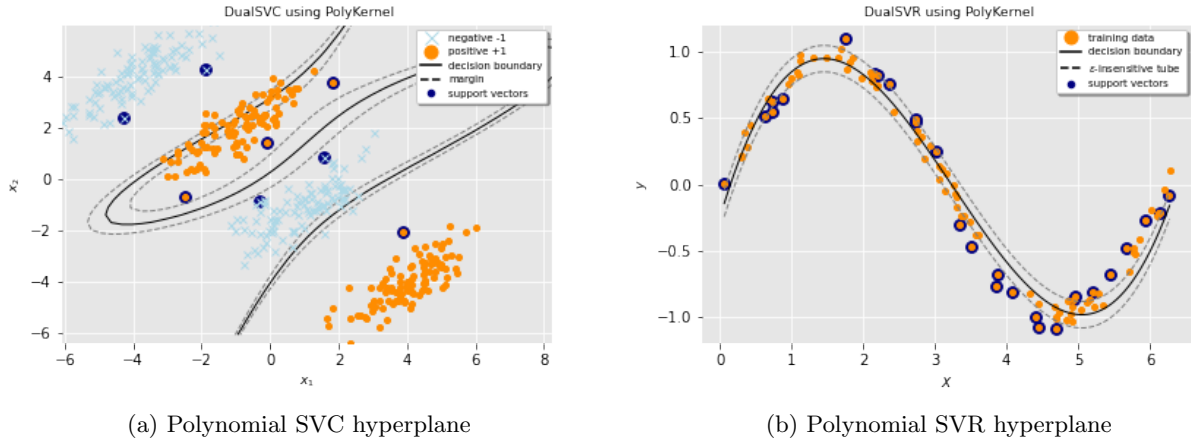 DualSVC using PolyKernel
negative -1
positive +1
decision boundary
margin
support vectors
4
2
0
−2
−4
−6
x₂
−6 −4 −2 0 2 4 6 8
x₁
(a) Polynomial SVC hyperplane
DualSVR using PolyKernel
training data
decision boundary
ε-insensitive tube
support vectors
1.0
0.5
0.0
−0.5
−1.0
y
0 1 2 3 4 5 6
X
(b) Polynomial SVR hyperplane